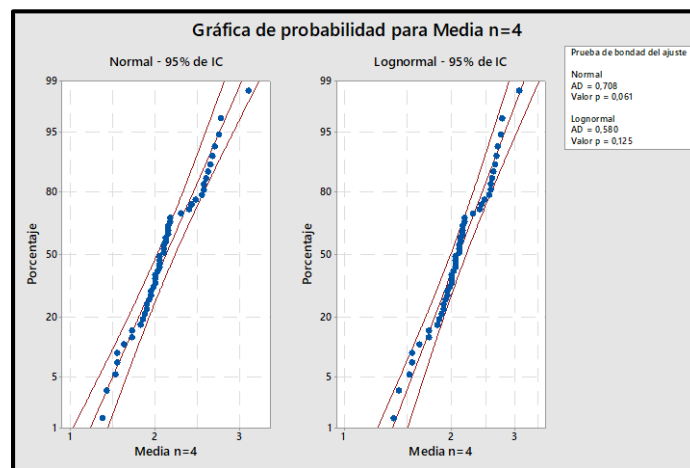 Gráfica de probabilidad para Media n=4
Normal - 95% de IC
Lognormal - 95% de IC
Prueba de bondad del ajuste
Normal
AD = 0,708
Valor p = 0,061
Lognormal
AD = 0,580
Valor p = 0,125
Porcentaje
99
95
80
50
20
5
1
1
2
3
Media n=4
Porcentaje
99
95
80
50
20
5
1
1
2
3
Media n=4